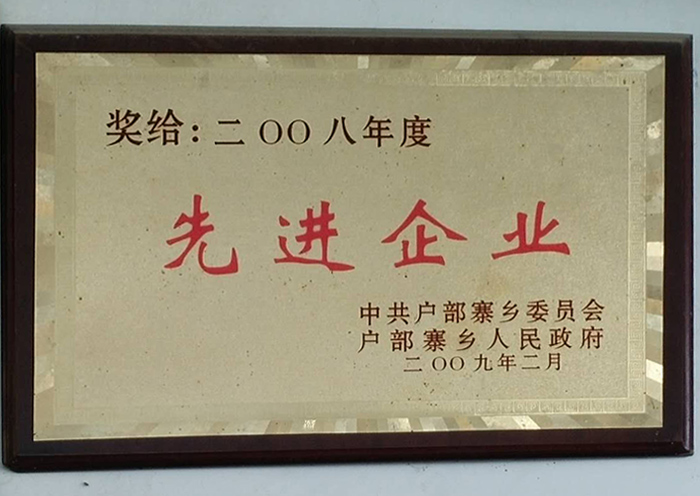 奖给:二OO八年度
先进企业
中共户部寨乡委员会
户部寨乡人民政府
二OO九年二月